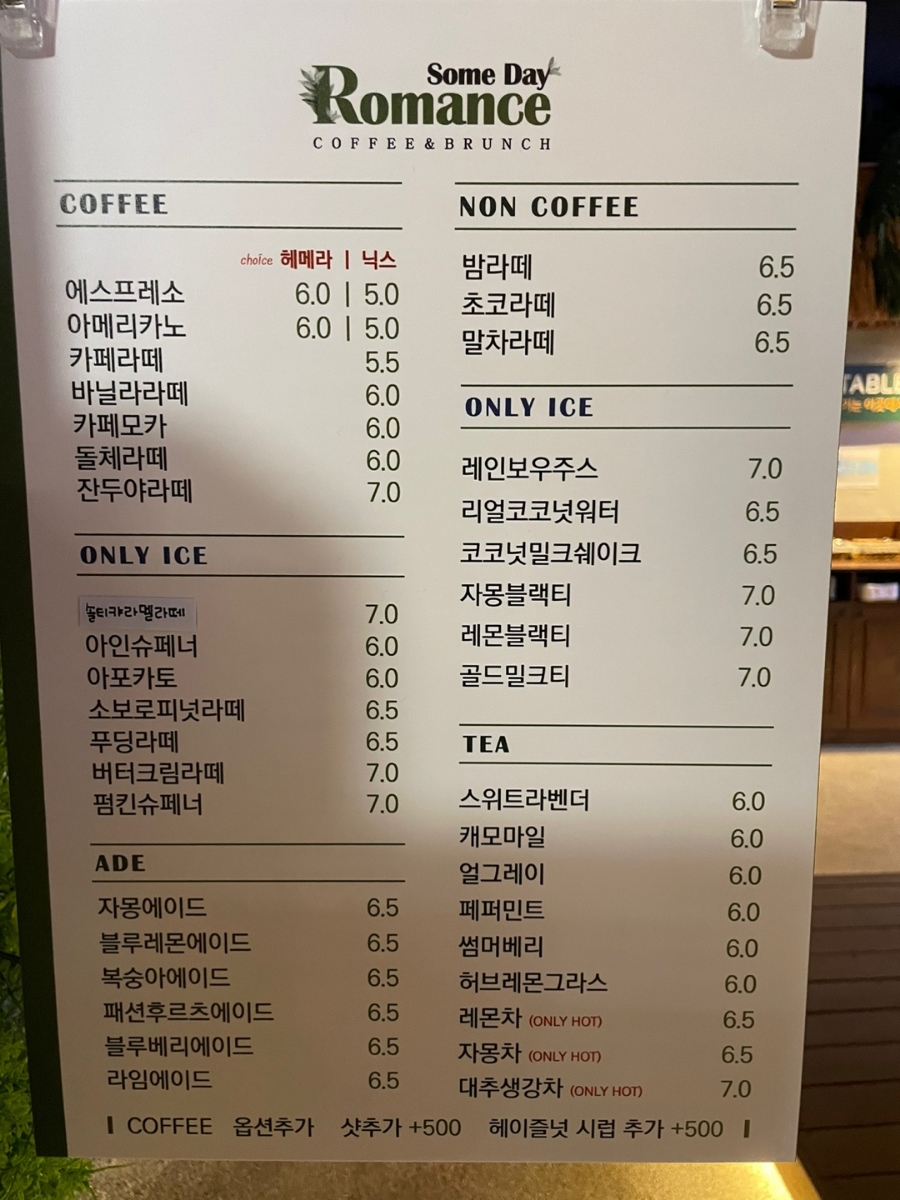 Some Day
Romance
COFFEE&BRUNCH
COFFEE
choice 헤메라 | 닉스
에스프레소 6.0 | 5.0
아메리카노 6.0 | 5.0
카페라떼 5.5
바닐라라떼 6.0
카페모카 6.0
돌체라떼 6.0
잔두야라떼 7.0
ONLY ICE
솔티캬라멜라떼 7.0
아인슈페너 6.0
아포카토 6.0
소보로피넛라떼 6.5
푸딩라떼 6.5
버터크림라떼 7.0
펌킨슈페너 7.0
ADE
자몽에이드 6.5
블루레몬에이드 6.5
복숭아에이드 6.5
패션후르츠에이드 6.5
블루베리에이드 6.5
라임에이드 6.5
NON COFFEE
밤라떼 6.5
초코라떼 6.5
말차라떼 6.5
ONLY ICE
레인보우주스 7.0
리얼코코넛워터 6.5
코코넛밀크쉐이크 6.5
자몽블랙티 7.0
레몬블랙티 7.0
골드밀크티 7.0
TEA
스위트라벤더 6.0
캐모마일 6.0
얼그레이 6.0
페퍼민트 6.0
썸머베리 6.0
허브레몬그라스 6.0
레몬차 (ONLY HOT) 6.5
자몽차 (ONLY HOT) 6.5
대추생강차 (ONLY HOT) 7.0
| COFFEE 옵션추가 샷추가 +500 헤이즐넛 시럽 추가 +500 |
TABLE